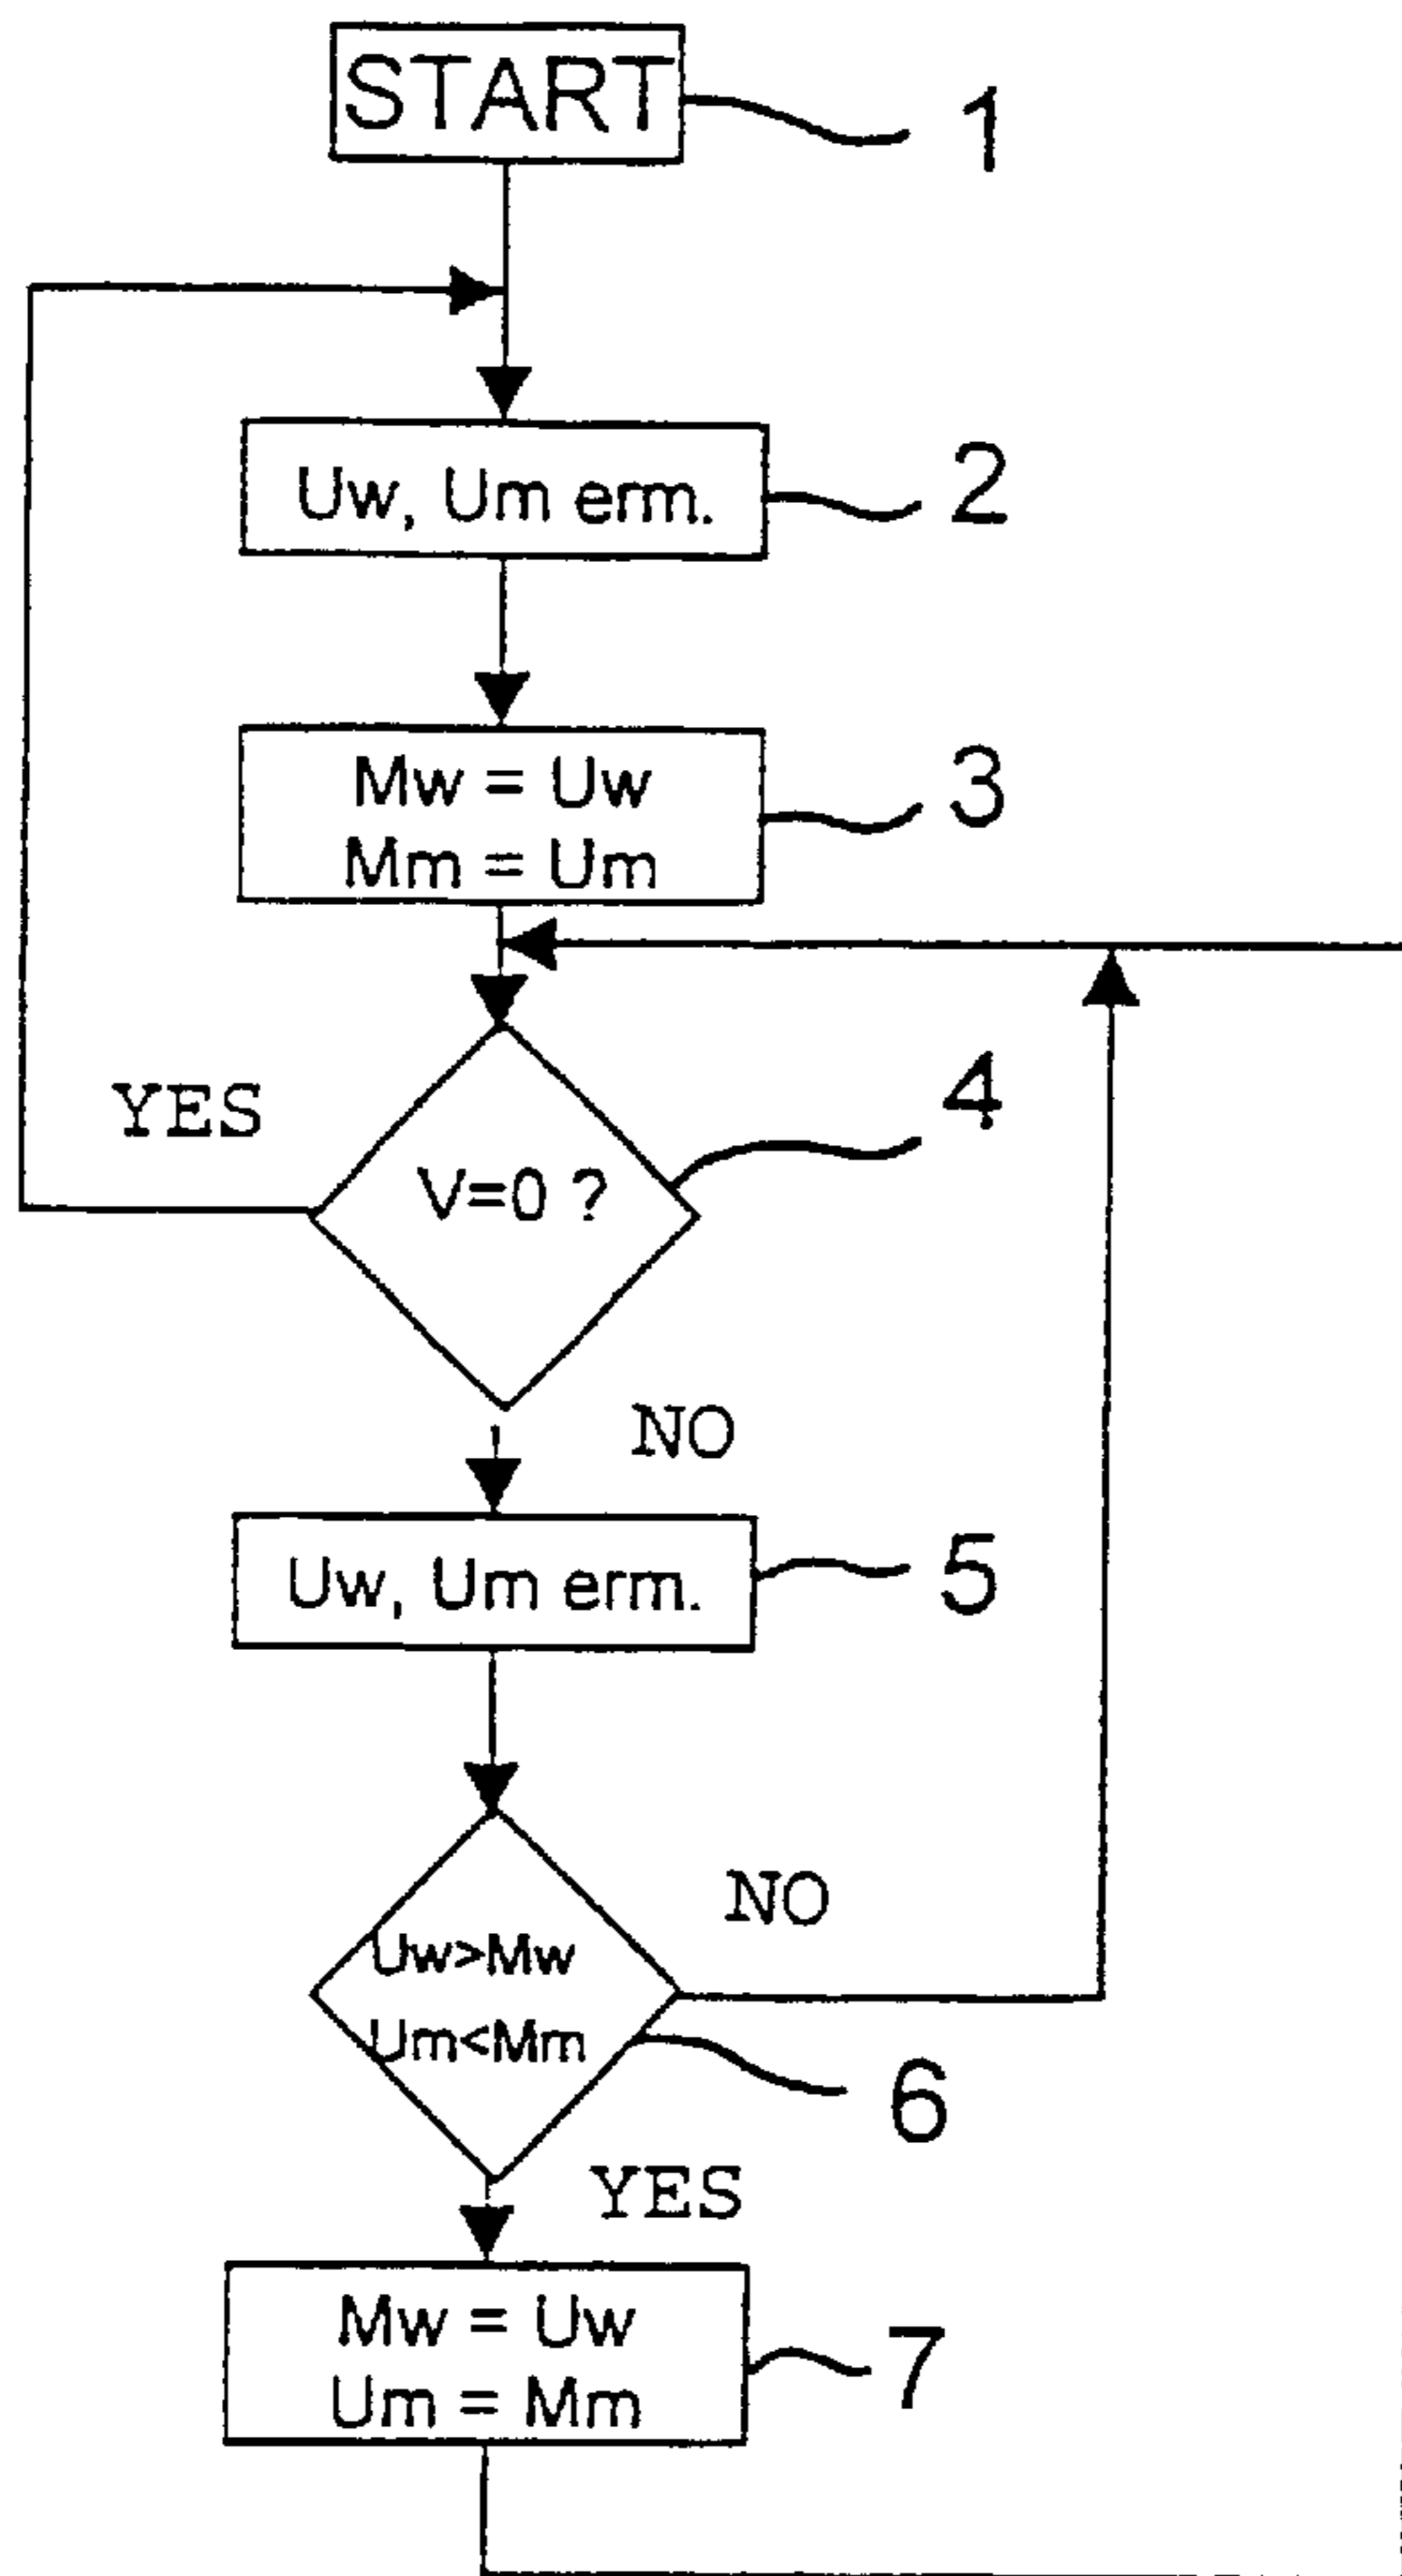 START
1
Uw, Um erm.
2
Mw = Uw
Mm = Um
3
YES
V=0 ?
4
NO
Uw, Um erm.
5
NO
Uw>Mw
Um<Mm
6
YES
Mw = Uw
Um = Mm
7